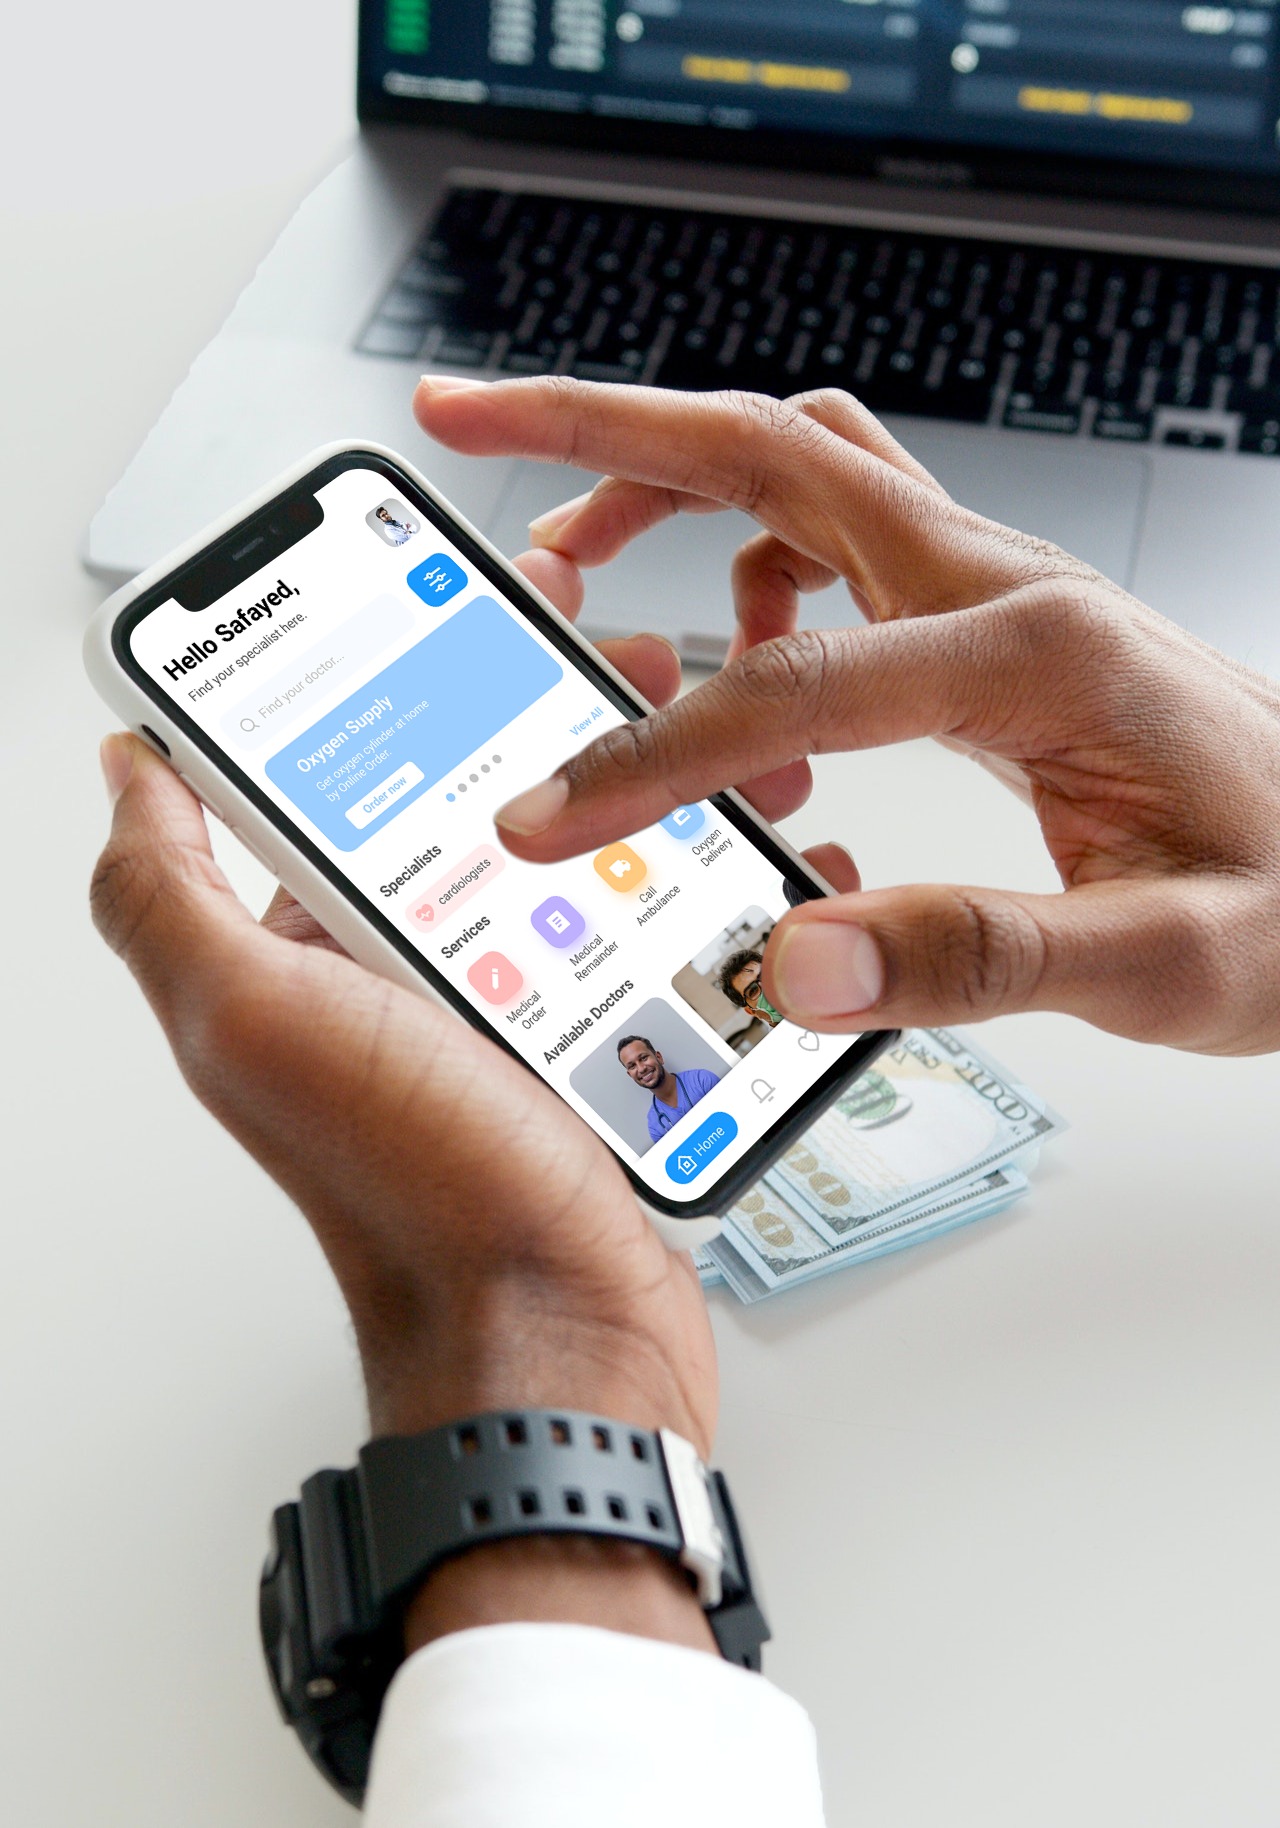 Hello Safayed,
Find your specialist here.
Find your doctor...
Oxygen Supply
Get oxygen cylinder at home
by Online Order.
Order now
View All
Specialists
cardiologists
Services
Medical
Order
Medical
Remainder
Call
Ambulance
Oxygen
Delivery
Available Doctors
Home
100